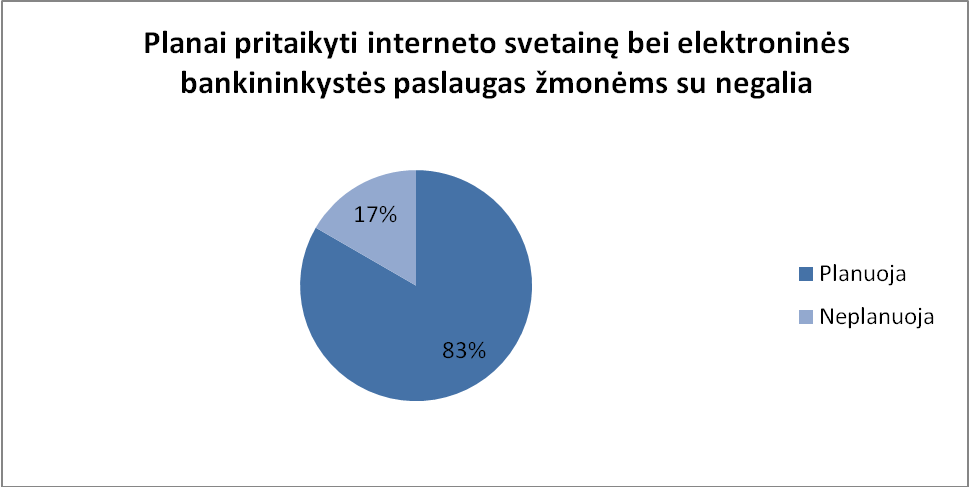 Planai pritaikyti interneto svetainę bei elektroninės
bankininkystės paslaugas žmonėms su negalia
17%
83%
Planuoja
Neplanuoja